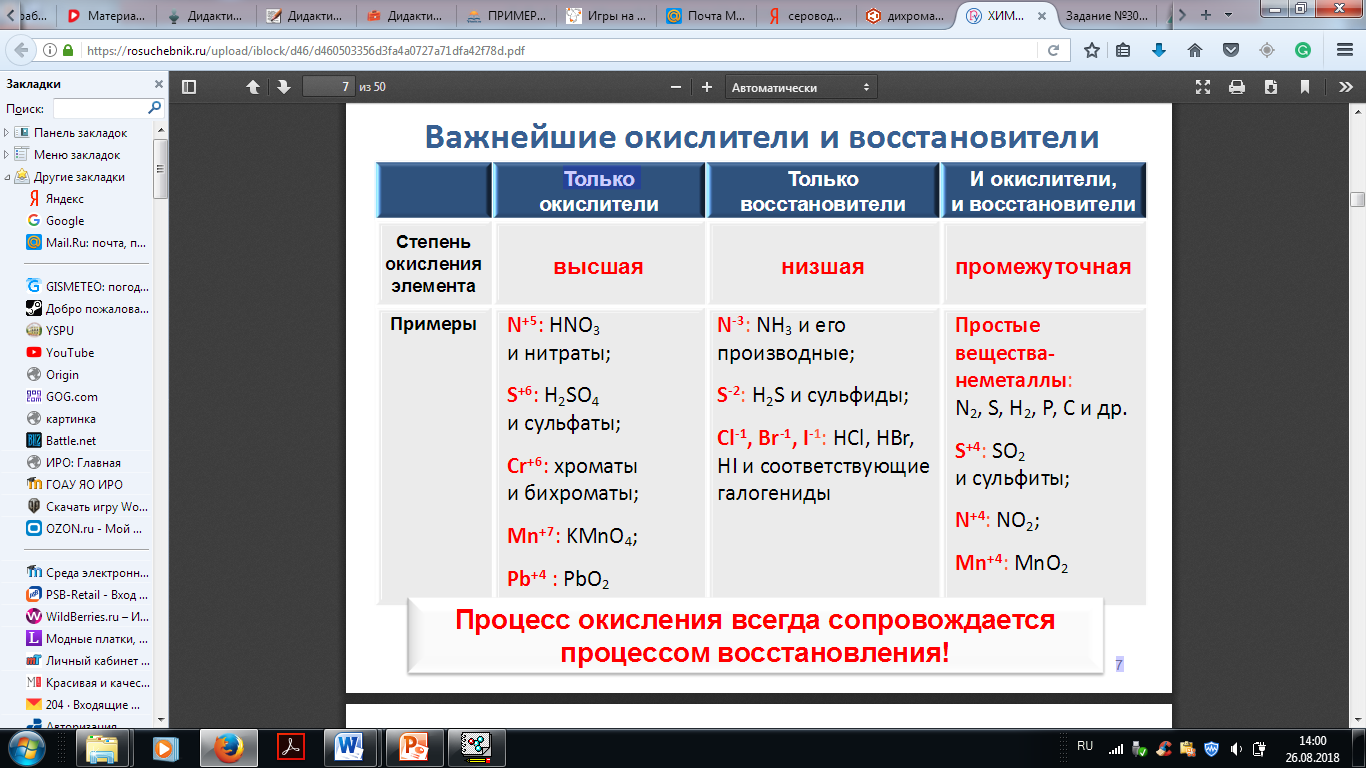 раб...
Материа...
Дидакти...
Дидакти...
Дидакти...
ПРИМЕР...
Игры на ...
Почта М...
серовод...
дихрома...
ХИМ...
Задание №30...
https://rosuchebnik.ru/upload/iblock/d46/d460503356d3fa4a0727a71dfa42f78d.pdf
Закладки
Поиск:
Панель закладок
Меню закладок
Другие закладки
Яндекс
Google
Mail.Ru: почта, п...
GISMETEO: погод...
Добро пожалова...
YSPU
YouTube
Origin
GOG.com
картинка
Battle.net
ИРО: Главная
ГОАУ ЯО ИРО
Скачать игру Wo...
OZON.ru - Мой ...
Среда электронн...
PSB-Retail - Вход ...
WildBerries.ru – И...
Модные платки, ...
Личный кабинет ...
Красивая и качес...
204 · Входящие ...
Авторизация
7 из 50
Автоматически
Важнейшие окислители и восстановители
Только
окислители
Только
восстановители
И окислители,
и восстановители
Степень
окисления
элемента
высшая
низшая
промежуточная
Примеры
N+5: HNO3
и нитраты;
S+6: H2SO4
и сульфаты;
Cr+6: хроматы
и бихроматы;
Mn+7: KMnO4;
Pb+4 : PbO2
N-3: NH3 и его
производные;
S-2: H2S и сульфиды;
Cl-1, Br-1, I-1: HCl, HBr,
HI и соответствующие
галогениды
Простые
вещества-
неметаллы:
N2, S, H2, P, C и др.
S+4: SO2
и сульфиты;
N+4: NO2;
Mn+4: MnO2
Процесс окисления всегда сопровождается
процессом восстановления!
7
RU
14:00
26.08.2018